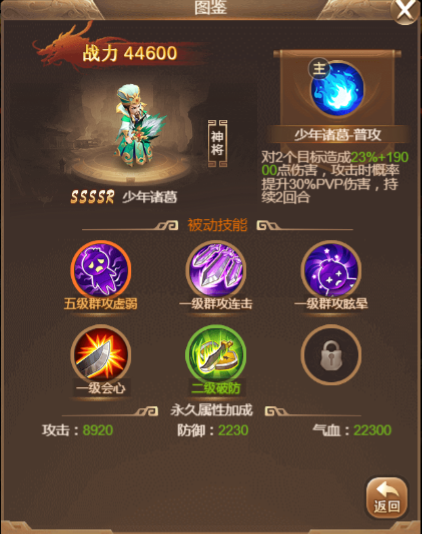 图鉴
战力 44600
神将
SSSSR 少年诸葛
主
少年诸葛-普攻
对2个目标造成23%+190
00点伤害，攻击时概率
提升30%PVP伤害，持
续2回合
被动技能
五级群攻虚弱
一级群攻连击
一级群攻眩晕
一级会心
二级破防
永久属性加成
攻击：8920
防御：2230
气血：22300
返回